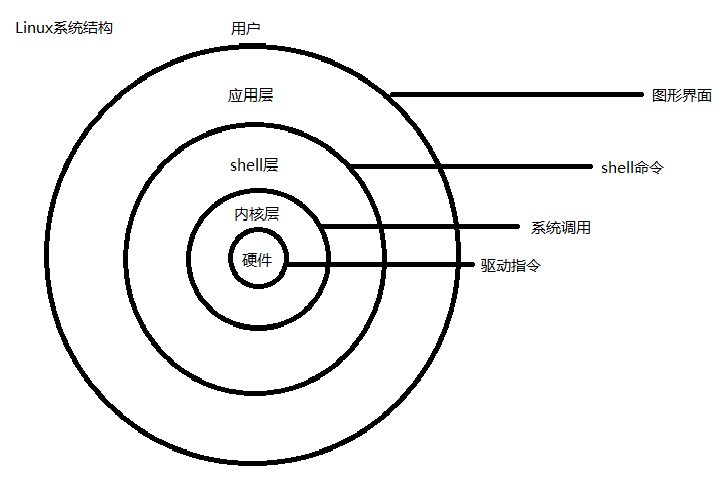 Linux系统结构
用户
应用层
图形界面
shell层
shell命令
内核层
系统调用
硬件
驱动指令